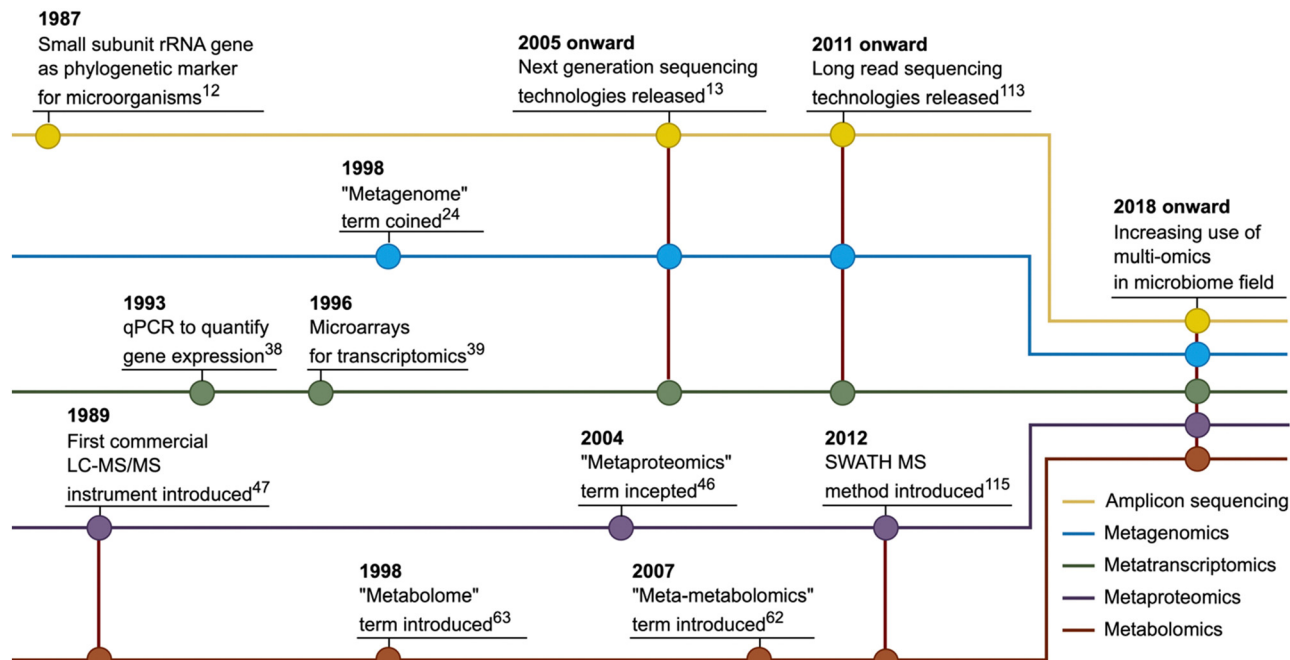 1987
Small subunit rRNA gene
as phylogenetic marker
for microorganisms12
2005 onward
Next generation sequencing
technologies released13
2011 onward
Long read sequencing
technologies released113
1998
"Metagenome"
term coined24
2018 onward
Increasing use of
multi-omics
in microbiome field
1993
qPCR to quantify
gene expression38
1996
Microarrays
for transcriptomics39
1989
First commercial
LC-MS/MS
instrument introduced47
2004
"Metaproteomics"
term incepted46
2012
SWATH MS
method introduced115
1998
"Metabolome"
term introduced63
2007
"Meta-metabolomics"
term introduced62
Amplicon sequencing
Metagenomics
Metatranscriptomics
Metaproteomics
Metabolomics